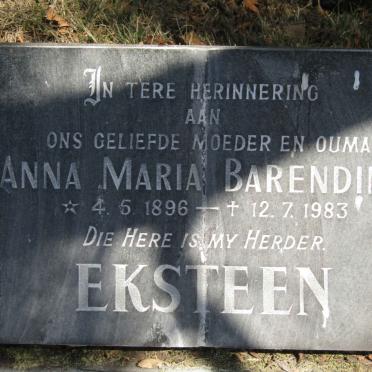 In tere herinnering
aan
ons geliefde moeder en ouma
Anna Maria
☆ 4.5.1896 – † 12.7.1983
Die Here is my Herder.
EKSTEEN